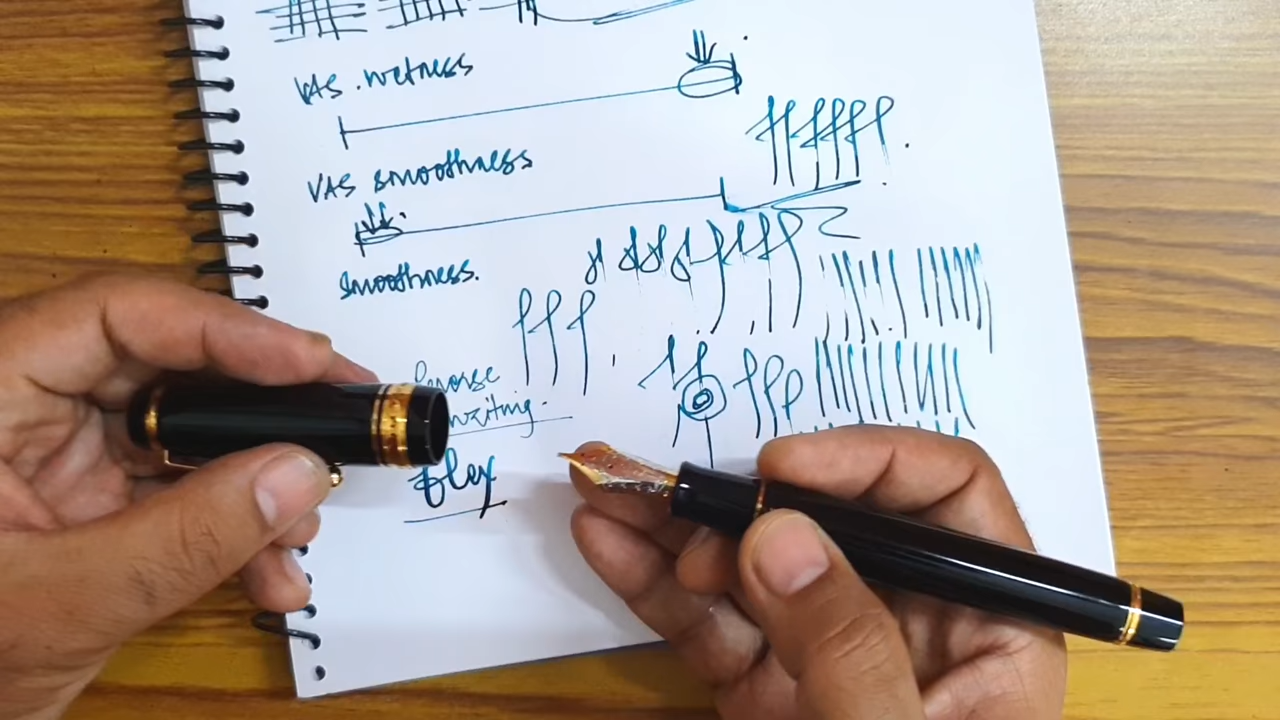 VAS . wetness
VAS smoothness
smoothness.
writing.
flex